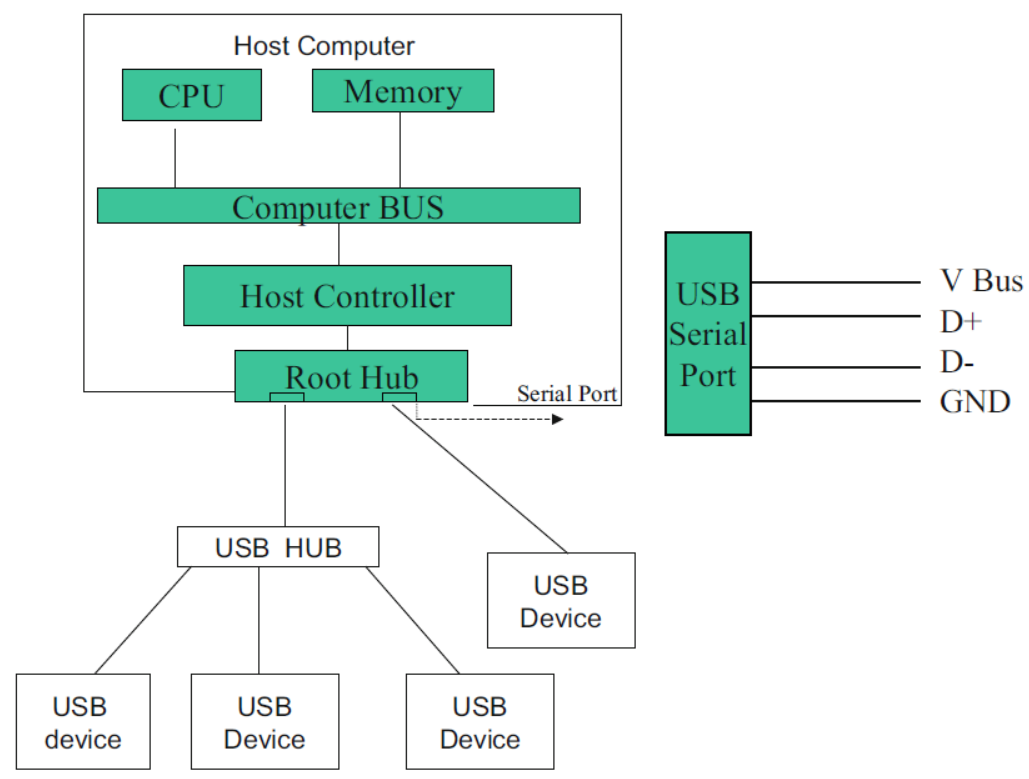 Host Computer
CPU
Memory
Computer BUS
Host Controller
Root Hub
Serial Port
USB
Serial
Port
V Bus
D+
D-
GND
USB HUB
USB
Device
USB
device
USB
Device
USB
Device